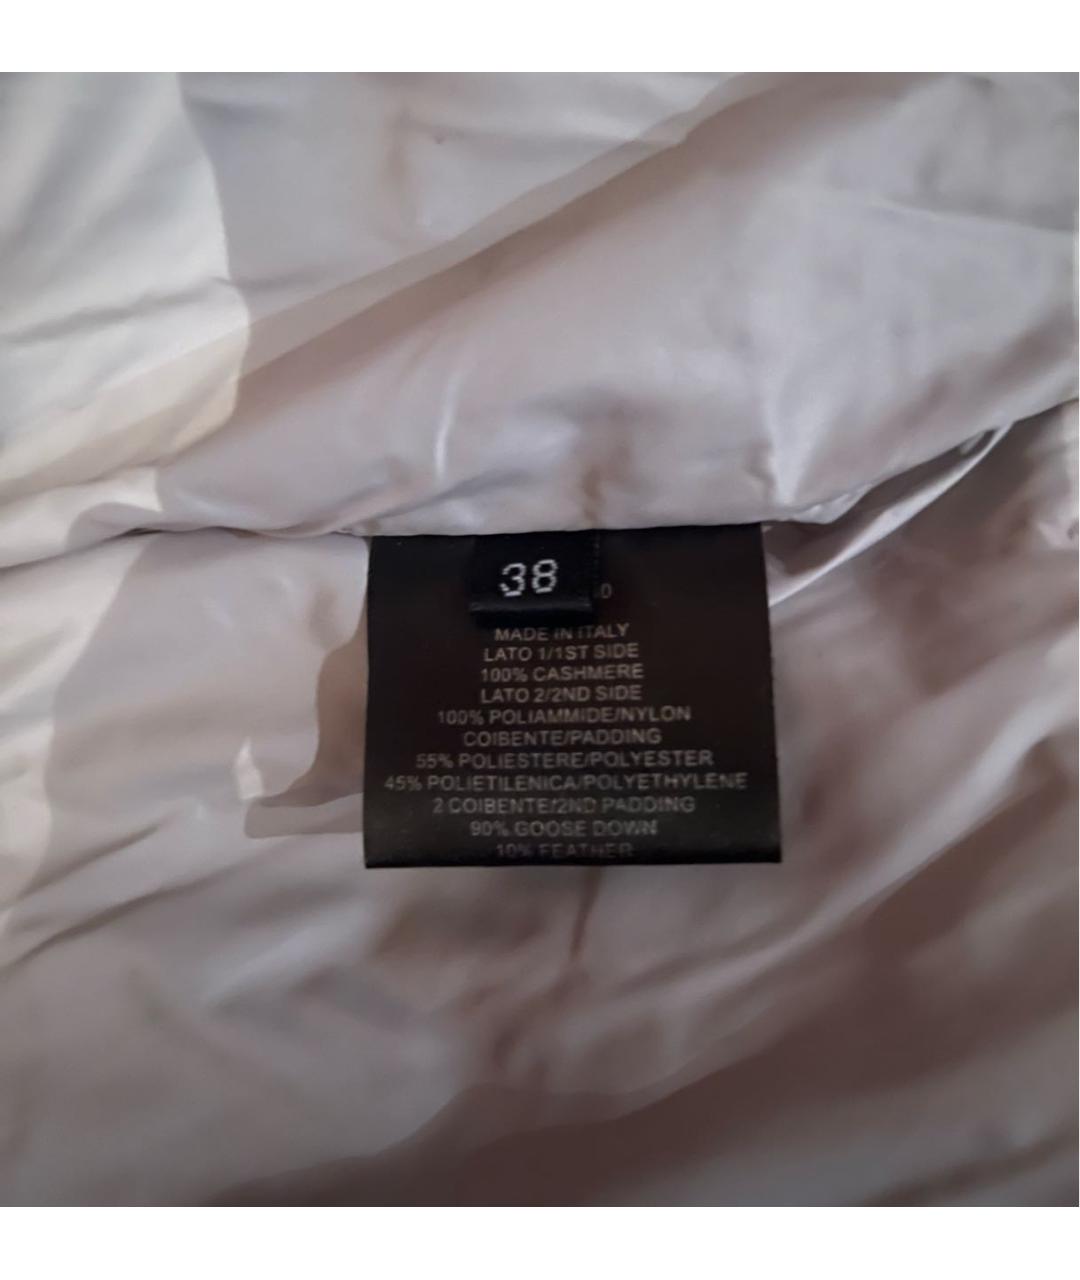 38
0
MADE IN ITALY
LATO 1/1ST SIDE
100% CASHMERE
LATO 2/2ND SIDE
100% POLIAMMIDE/NYLON
COIBENTE/PADDING
55% POLIESTERE/POLYESTER
45% POLIETILENICA/POLYETHYLENE
2 COIBENTE/2ND PADDING
90% GOOSE DOWN
10% FEATHER